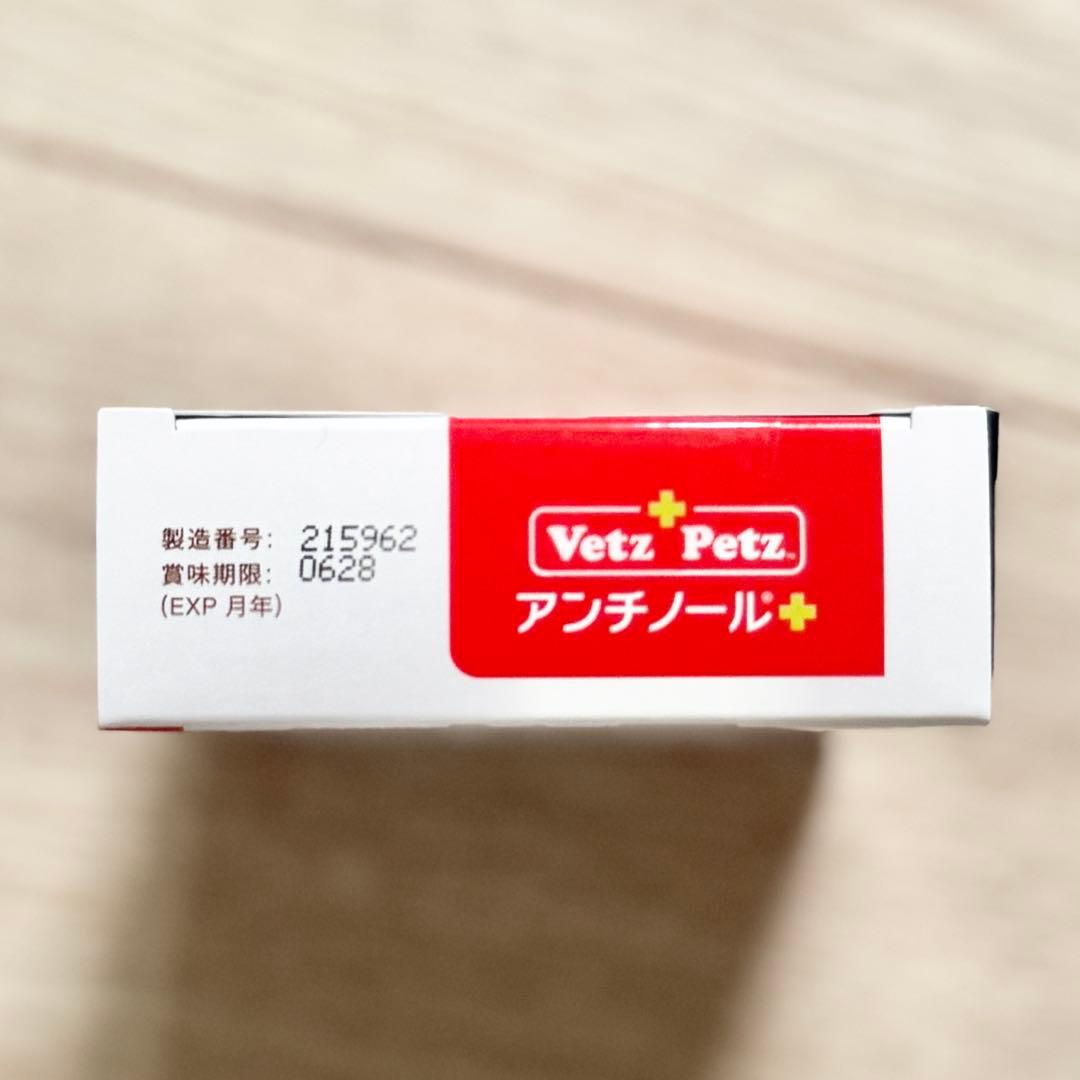 製造番号: 215962
賞味期限: 0628
(EXP 月年)
Vetz Petz™
アンチノール®